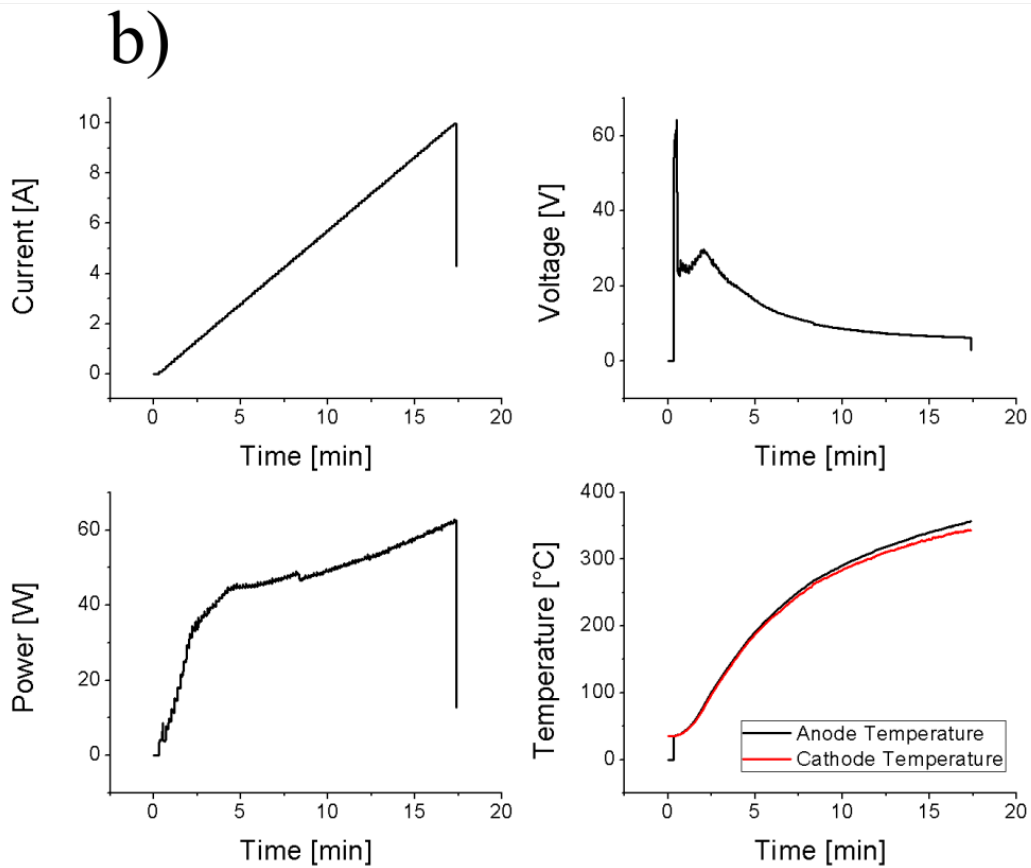 b)
Current [A]
10
8
6
4
2
0
0 5 10 15 20
Time [min]
Voltage [V]
60
40
20
0
0 5 10 15 20
Time [min]
Power [W]
60
40
20
0
0 5 10 15 20
Time [min]
Temperature [°C]
400
300
200
100
0
Anode Temperature
Cathode Temperature
0 5 10 15 20
Time [min]